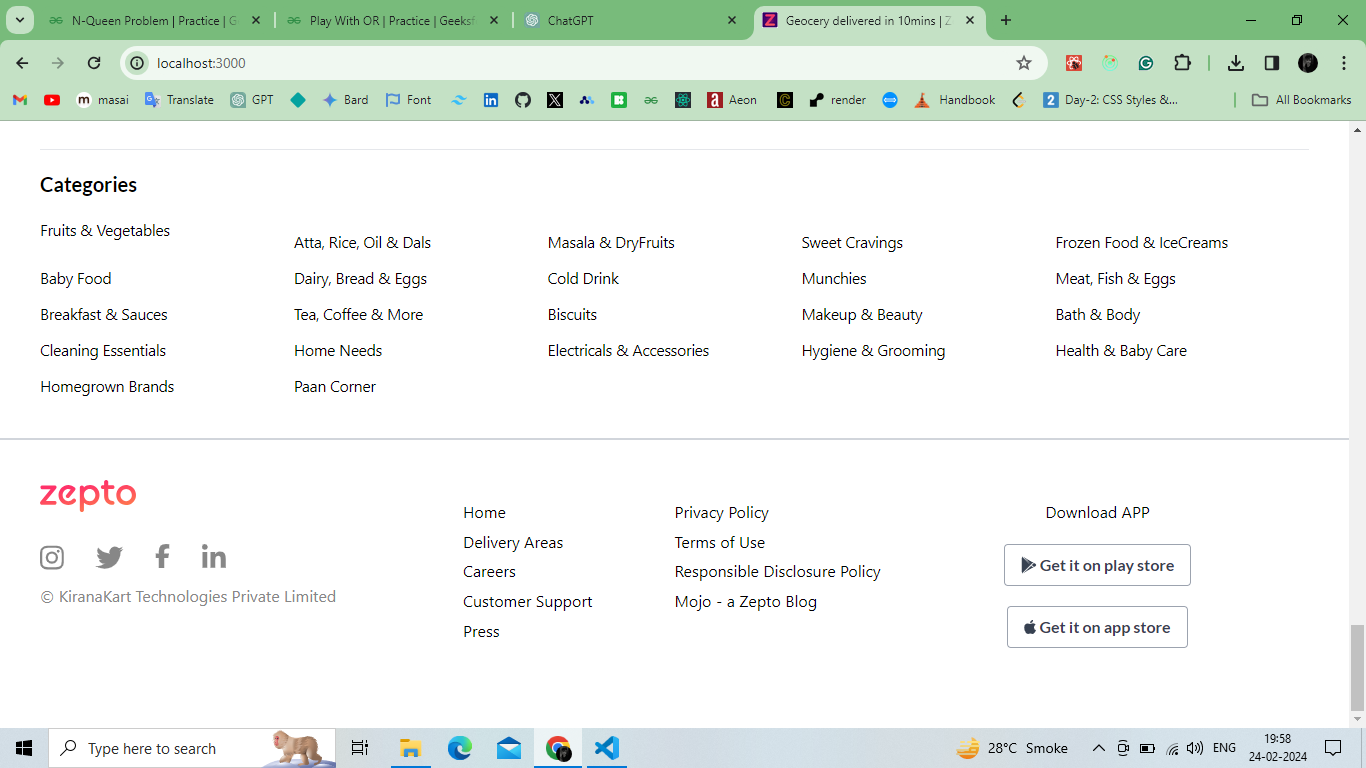 N-Queen Problem | Practice | G
Play With OR | Practice | Geeksf
ChatGPT
Geocery delivered in 10mins | Z
localhost:3000
masai
Translate
GPT
Bard
Font
Aeon
render
Handbook
2 Day-2: CSS Styles &...
All Bookmarks
Categories
Fruits & Vegetables
Atta, Rice, Oil & Dals
Masala & DryFruits
Sweet Cravings
Frozen Food & IceCreams
Baby Food
Dairy, Bread & Eggs
Cold Drink
Munchies
Meat, Fish & Eggs
Breakfast & Sauces
Tea, Coffee & More
Biscuits
Makeup & Beauty
Bath & Body
Cleaning Essentials
Home Needs
Electricals & Accessories
Hygiene & Grooming
Health & Baby Care
Homegrown Brands
Paan Corner
zepto
© KiranaKart Technologies Private Limited
Home
Delivery Areas
Careers
Customer Support
Press
Privacy Policy
Terms of Use
Responsible Disclosure Policy
Mojo - a Zepto Blog
Download APP
Get it on play store
Get it on app store
Type here to search
28°C Smoke
ENG
19:58
24-02-2024